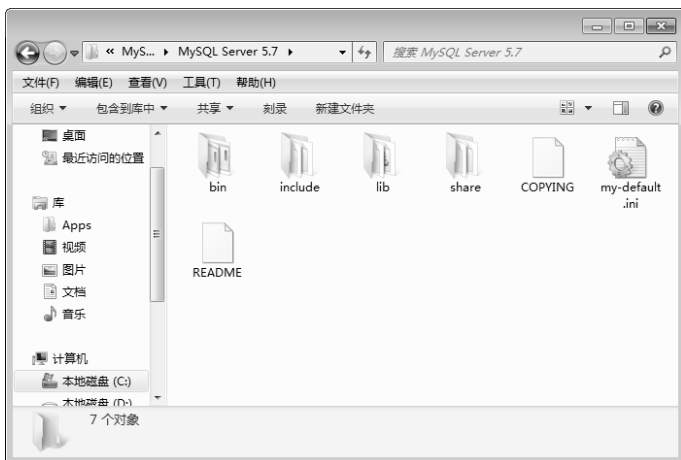 « MyS... ▸ MySQL Server 5.7 ▸ 搜索 MySQL Server 5.7
文件(F) 编辑(E) 查看(V) 工具(T) 帮助(H)
组织 ▼ 包含到库中 ▼ 共享 ▼ 刻录 新建文件夹
桌面
最近访问的位置
库
Apps
视频
图片
文档
音乐
计算机
本地磁盘 (C:)
本地磁盘 (D:)
bin
include
lib
share
COPYING
my-default
.ini
README
7 个对象